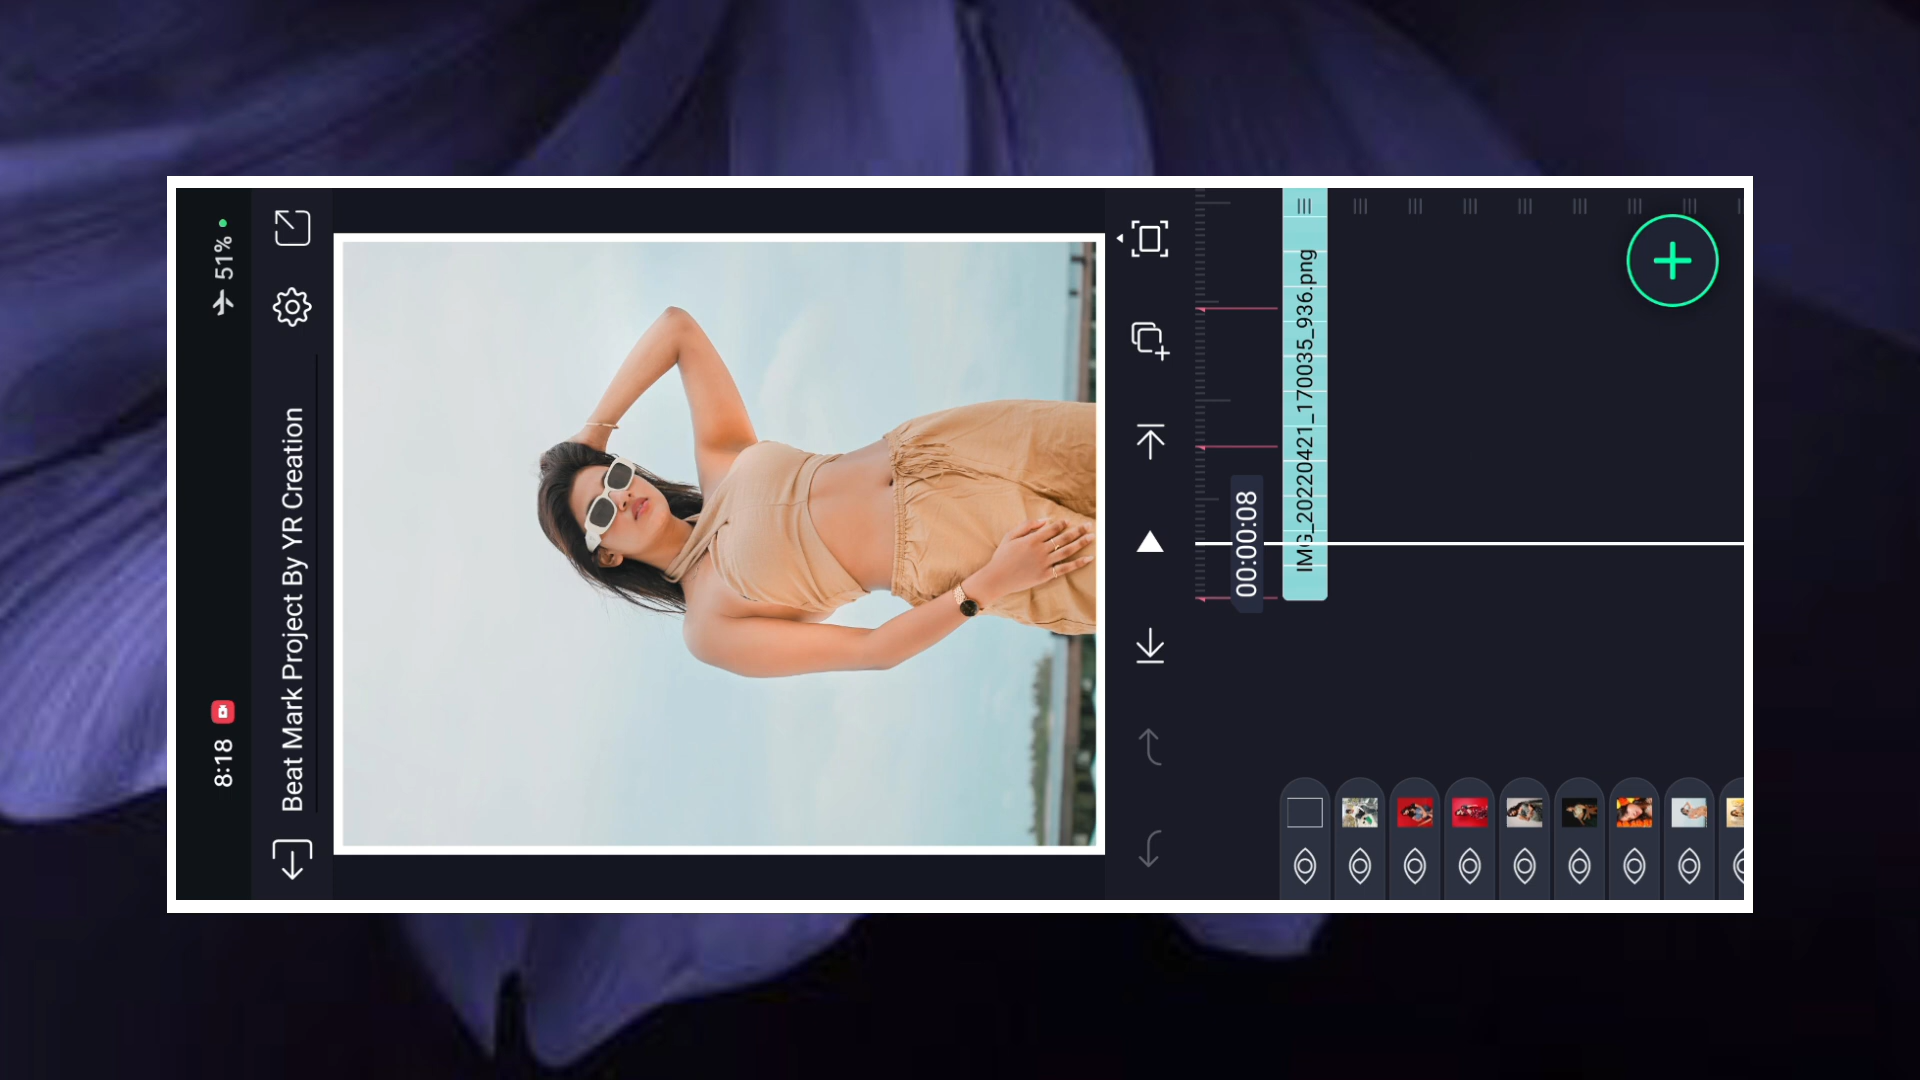 8:18
51%
Beat Mark Project By YR Creation
00:00:08
IMG_20220421_170035_936.png